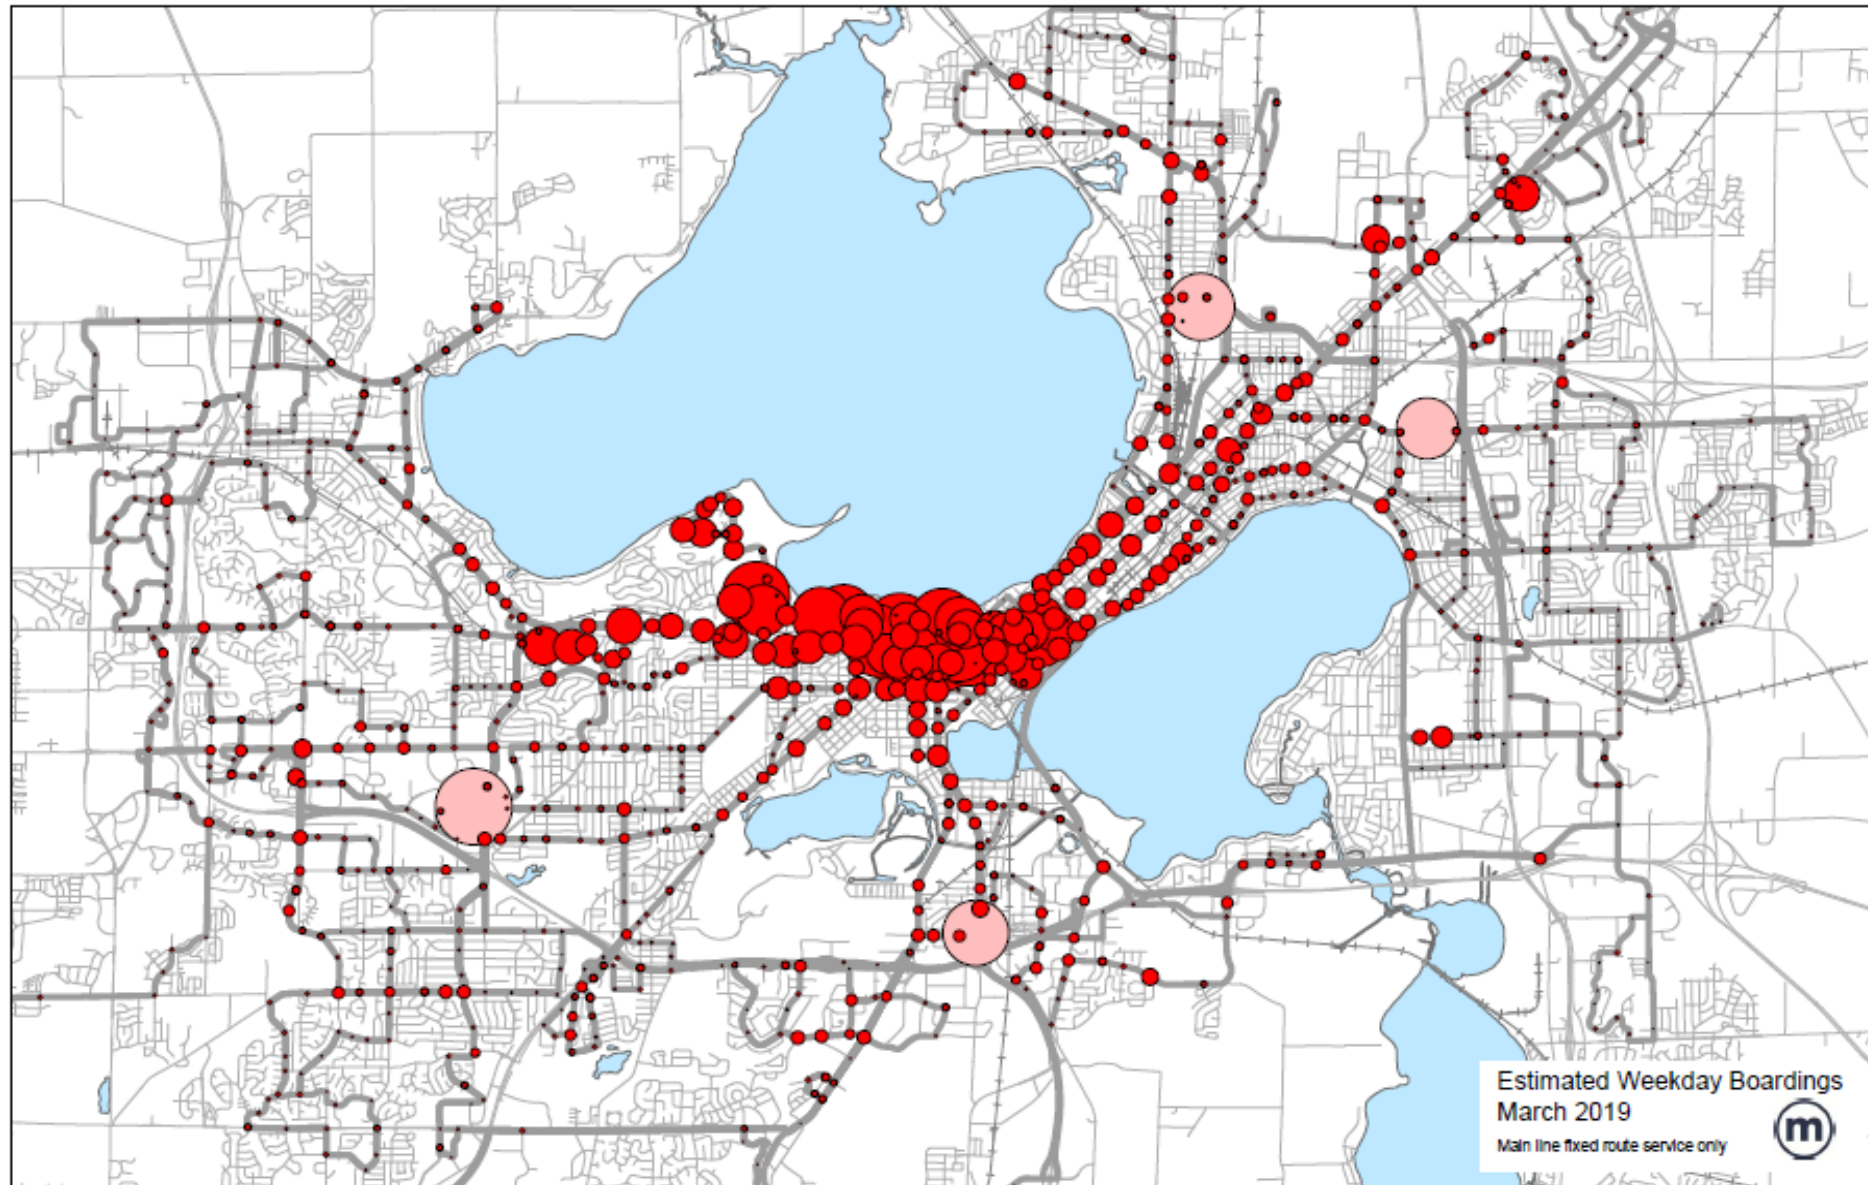 Estimated Weekday Boardings
March 2019
Main line fixed route service only
m